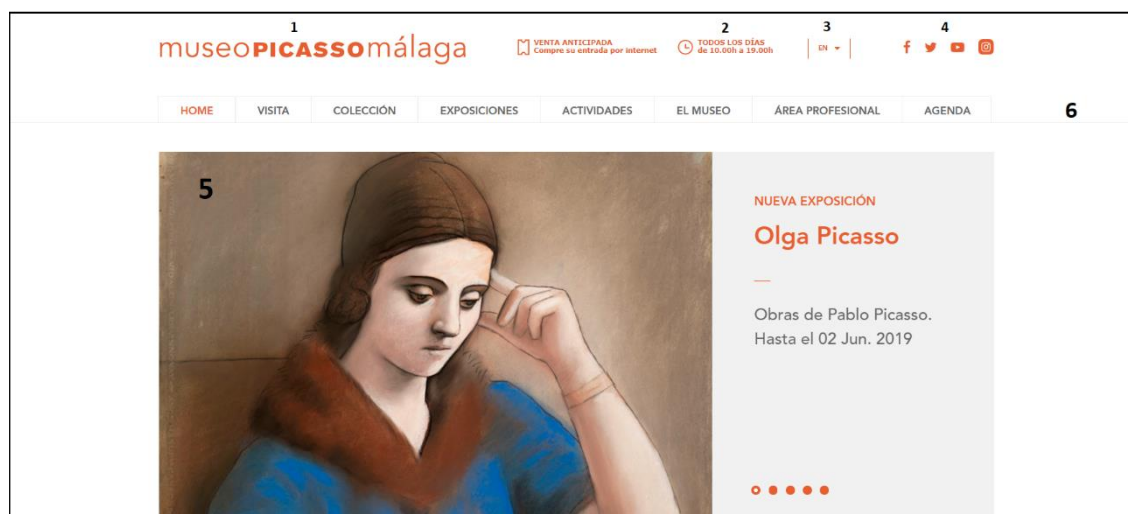 1
2
3
4
museoPICASSOmálaga
VENTA ANTICIPADA
Compre su entrada por internet
TODOS LOS DÍAS
de 10.00h a 19.00h
EN
HOME VISITA COLECCIÓN EXPOSICIONES ACTIVIDADES EL MUSEO ÁREA PROFESIONAL AGENDA
6
5
NUEVA EXPOSICIÓN
Olga Picasso
Obras de Pablo Picasso.
Hasta el 02 Jun. 2019